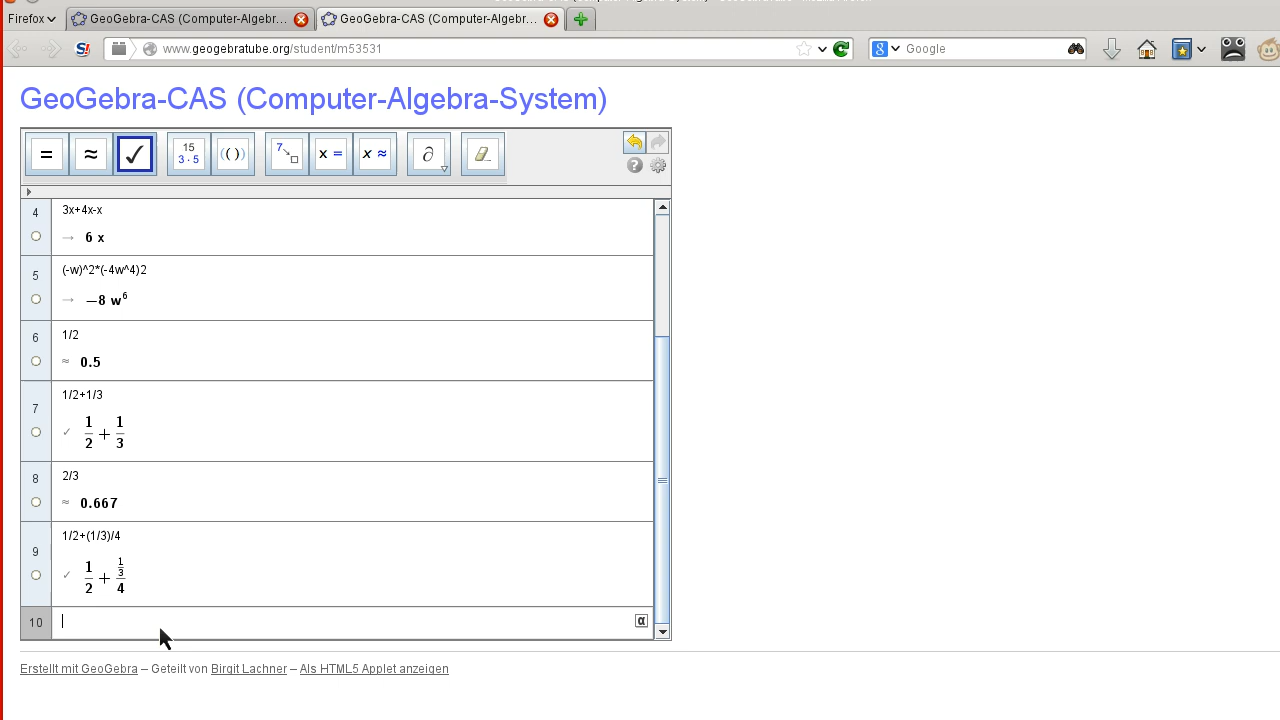 Firefox
GeoGebra-CAS (Computer-Algebr...
GeoGebra-CAS (Computer-Algebr...
www.geogebratube.org/student/m53531
Google
GeoGebra-CAS (Computer-Algebra-System)
= ≈ ✓ 15 3·5 (()) 7 x = x ≈ ∂
4 3x+4x-x
→ 6 x
5 (-w)^2*(-4w^4)2
→ −8 w⁶
6 1/2
≈ 0.5
7 1/2+1/3
✓ 1/2 + 1/3
8 2/3
≈ 0.667
9 1/2+(1/3)/4
✓ 1/2 + (1/3)/4
10 α
Erstellt mit GeoGebra – Geteilt von Birgit Lachner – Als HTML5 Applet anzeigen